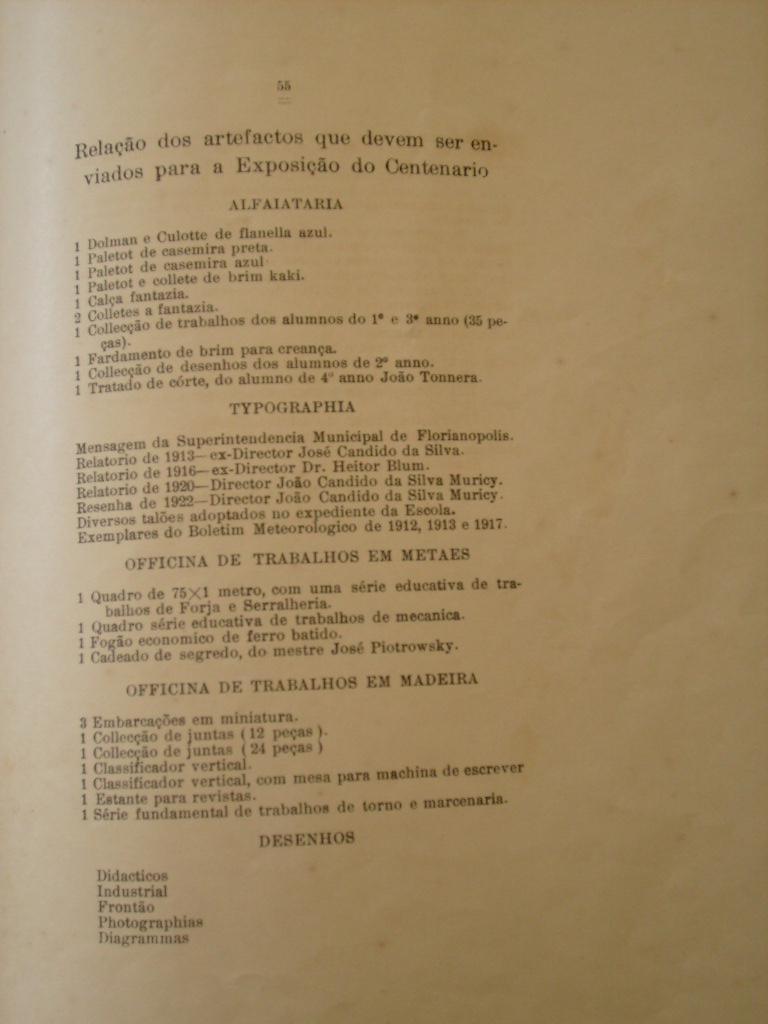 55
Relação dos artefactos que devem ser en-
viados para a Exposição do Centenario
ALFAIATARIA
1 Dolman e Culotte de flanella azul.
1 Paletot de casemira preta.
1 Paletot de casemira azul
1 Paletot e collete de brim kaki.
1 Calça fantazia.
2 Colletes a fantazia.
1 Collecção de trabalhos dos alumnos do 1º e 3º anno (35 pe-
ças).
1 Fardamento de brim para creança.
1 Collecção de desenhos dos alumnos de 2º anno.
1 Tratado de córte, do alumno de 4º anno João Tonnera.
TYPOGRAPHIA
Mensagem da Superintendencia Municipal de Florianopolis.
Relatorio de 1913—ex-Director José Candido da Silva.
Relatorio de 1916—ex-Director Dr. Heitor Blum.
Relatorio de 1920—Director João Candido da Silva Muricy.
Resenha de 1922—Director João Candido da Silva Muricy.
Diversos talões adoptados no expediente da Escola.
Exemplares do Boletim Meteorologico de 1912, 1913 e 1917.
OFFICINA DE TRABALHOS EM METAES
1 Quadro de 75×1 metro, com uma série educativa de tra-
balhos de Forja e Serralheria.
1 Quadro série educativa de trabalhos de mecanica.
1 Fogão economico de ferro batido.
1 Cadeado de segredo, do mestre José Piotrowsky.
OFFICINA DE TRABALHOS EM MADEIRA
3 Embarcações em miniatura.
1 Collecção de juntas (12 peças).
1 Collecção de juntas (24 peças)
1 Classificador vertical.
1 Classificador vertical, com mesa para machina de escrever
1 Estante para revistas.
1 Série fundamental de trabalhos de torno e marcenaria.
DESENHOS
Didacticos
Industrial
Frontão
Photographias
Diagrammas